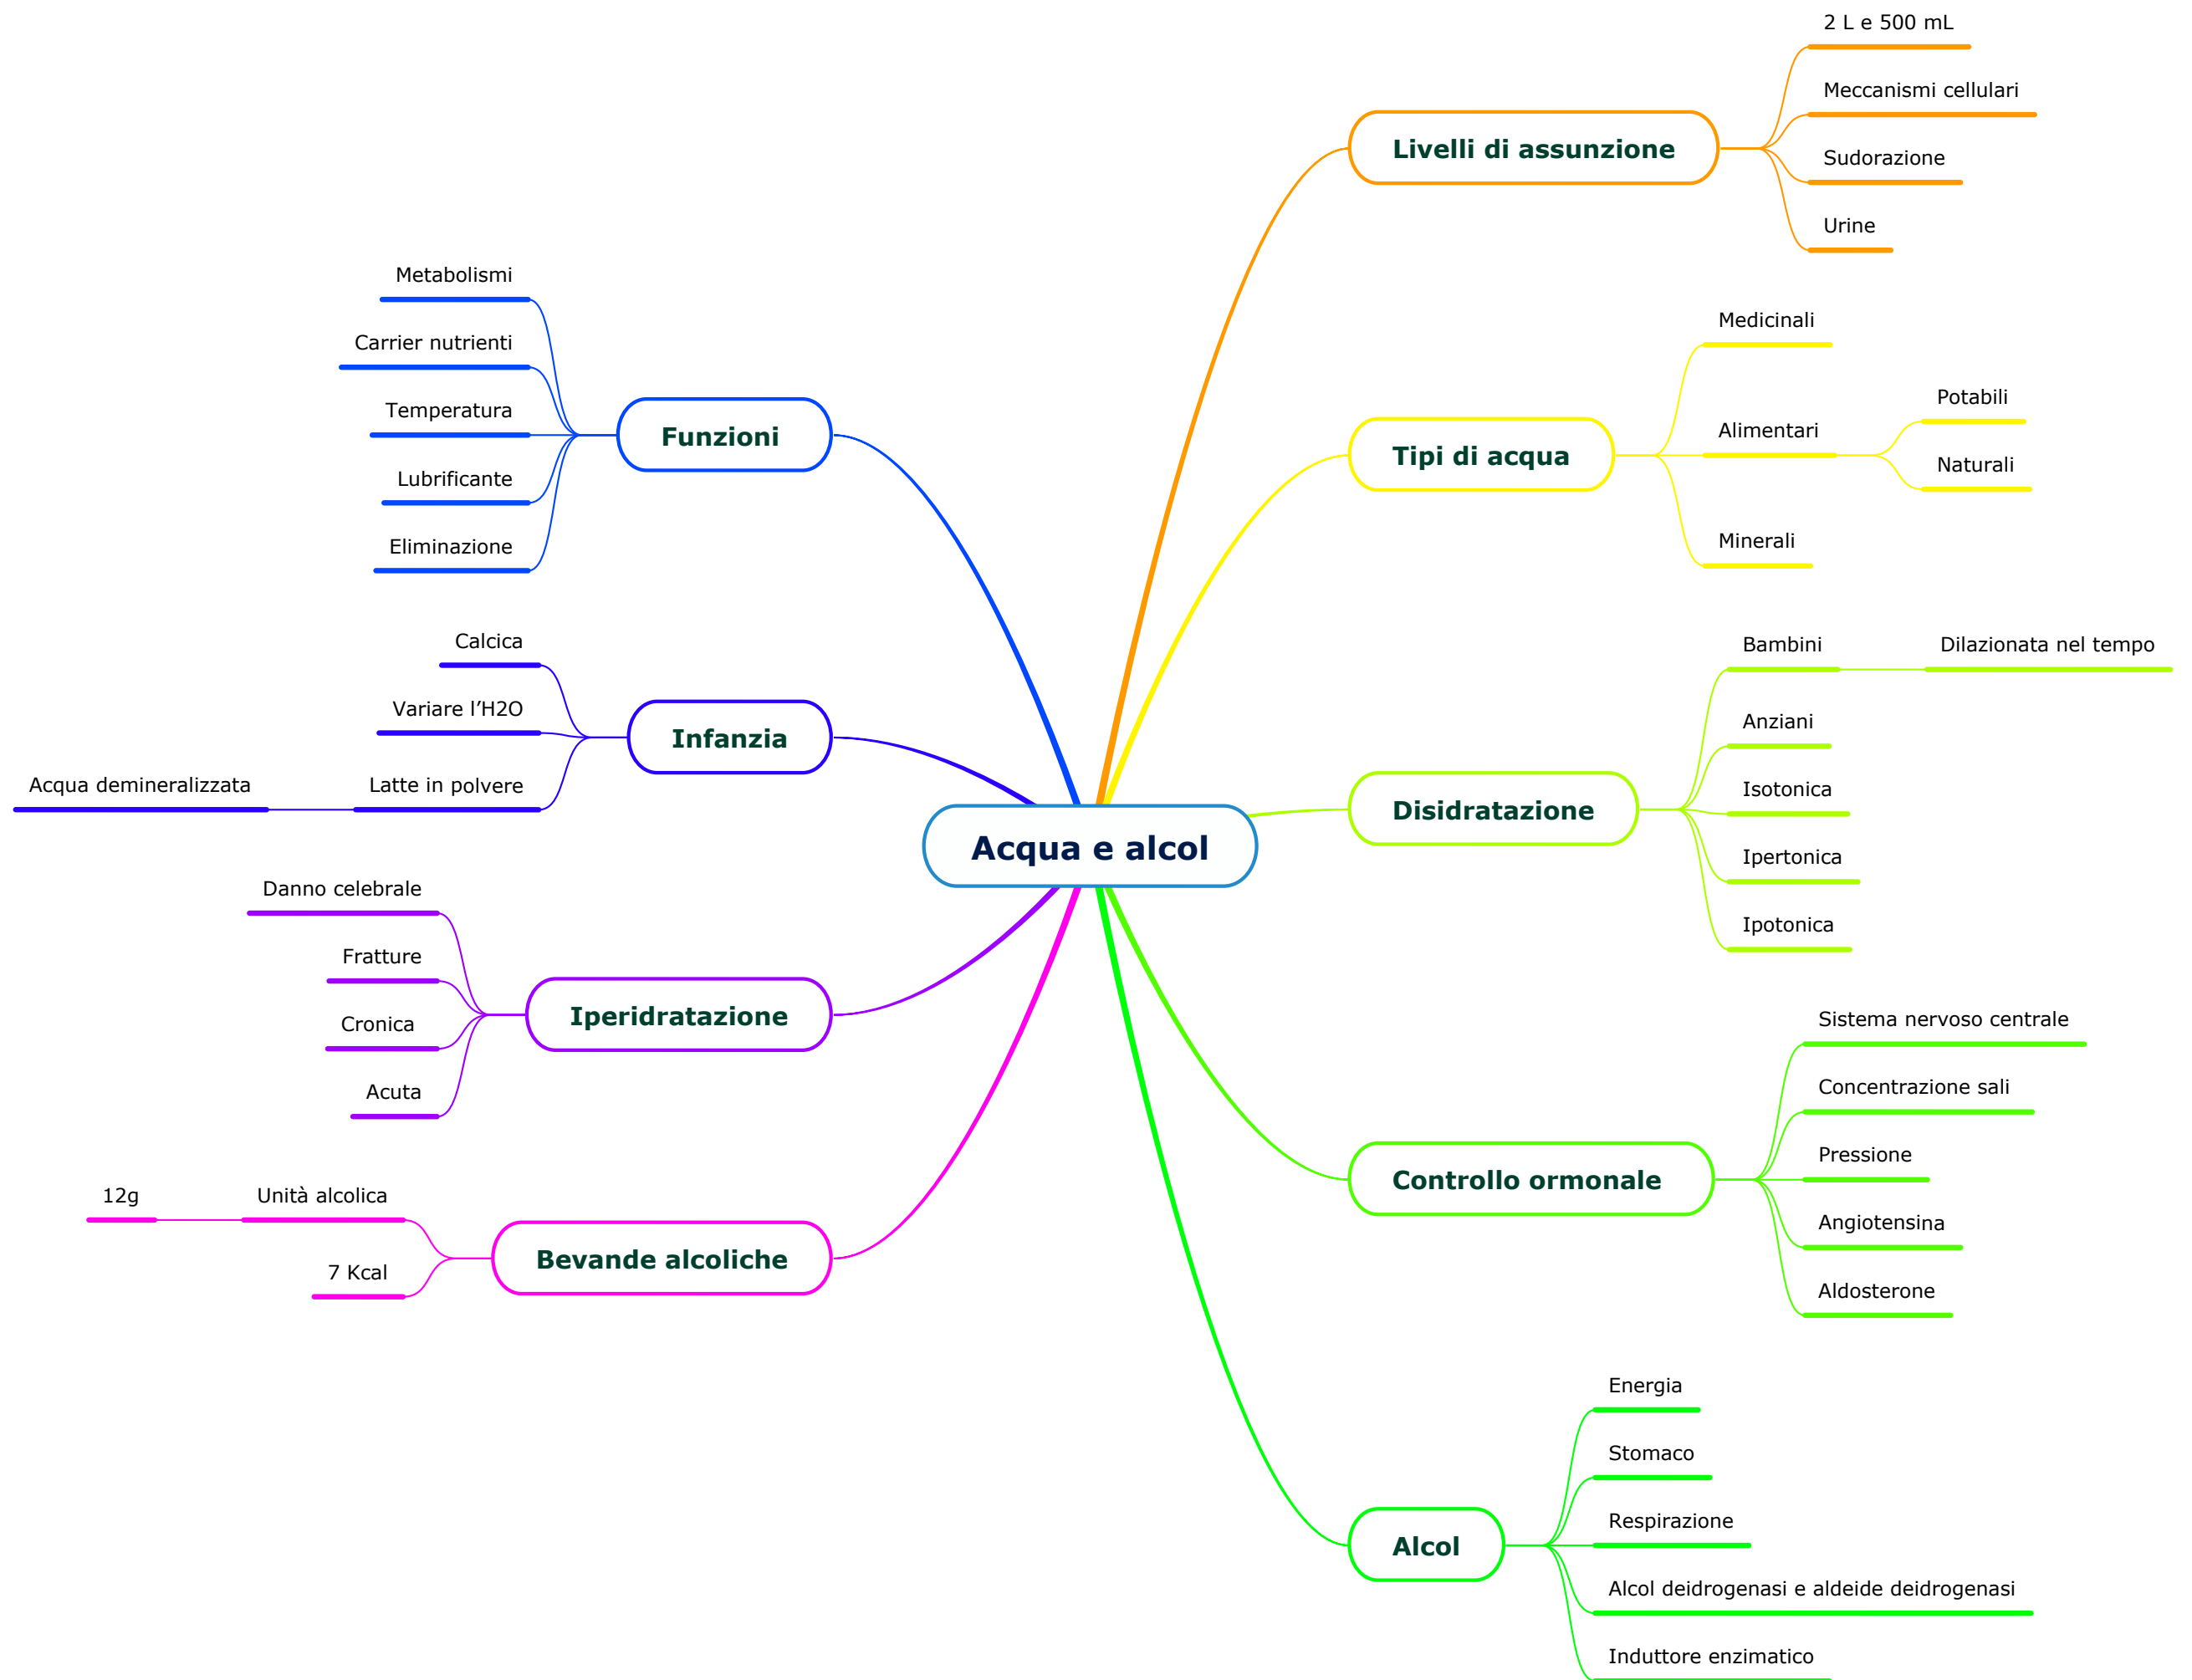 2 L e 500 mL
Meccanismi cellulari
Livelli di assunzione
Sudorazione
Urine
Medicinali
Potabili
Alimentari
Tipi di acqua
Naturali
Minerali
Bambini
Dilazionata nel tempo
Anziani
Isotonica
Disidratazione
Ipertonica
Ipotonica
Sistema nervoso centrale
Concentrazione sali
Pressione
Controllo ormonale
Angiotensina
Aldosterone
Energia
Stomaco
Respirazione
Alcol
Alcol deidrogenasi e aldeide deidrogenasi
Induttore enzimatico
Acqua e alcol
Metabolismi
Carrier nutrienti
Temperatura
Funzioni
Lubrificante
Eliminazione
Calcica
Variare l’H2O
Infanzia
Latte in polvere
Acqua demineralizzata
Danno celebrale
Fratture
Iperidratazione
Cronica
Acuta
Unità alcolica
12g
Bevande alcoliche
7 Kcal